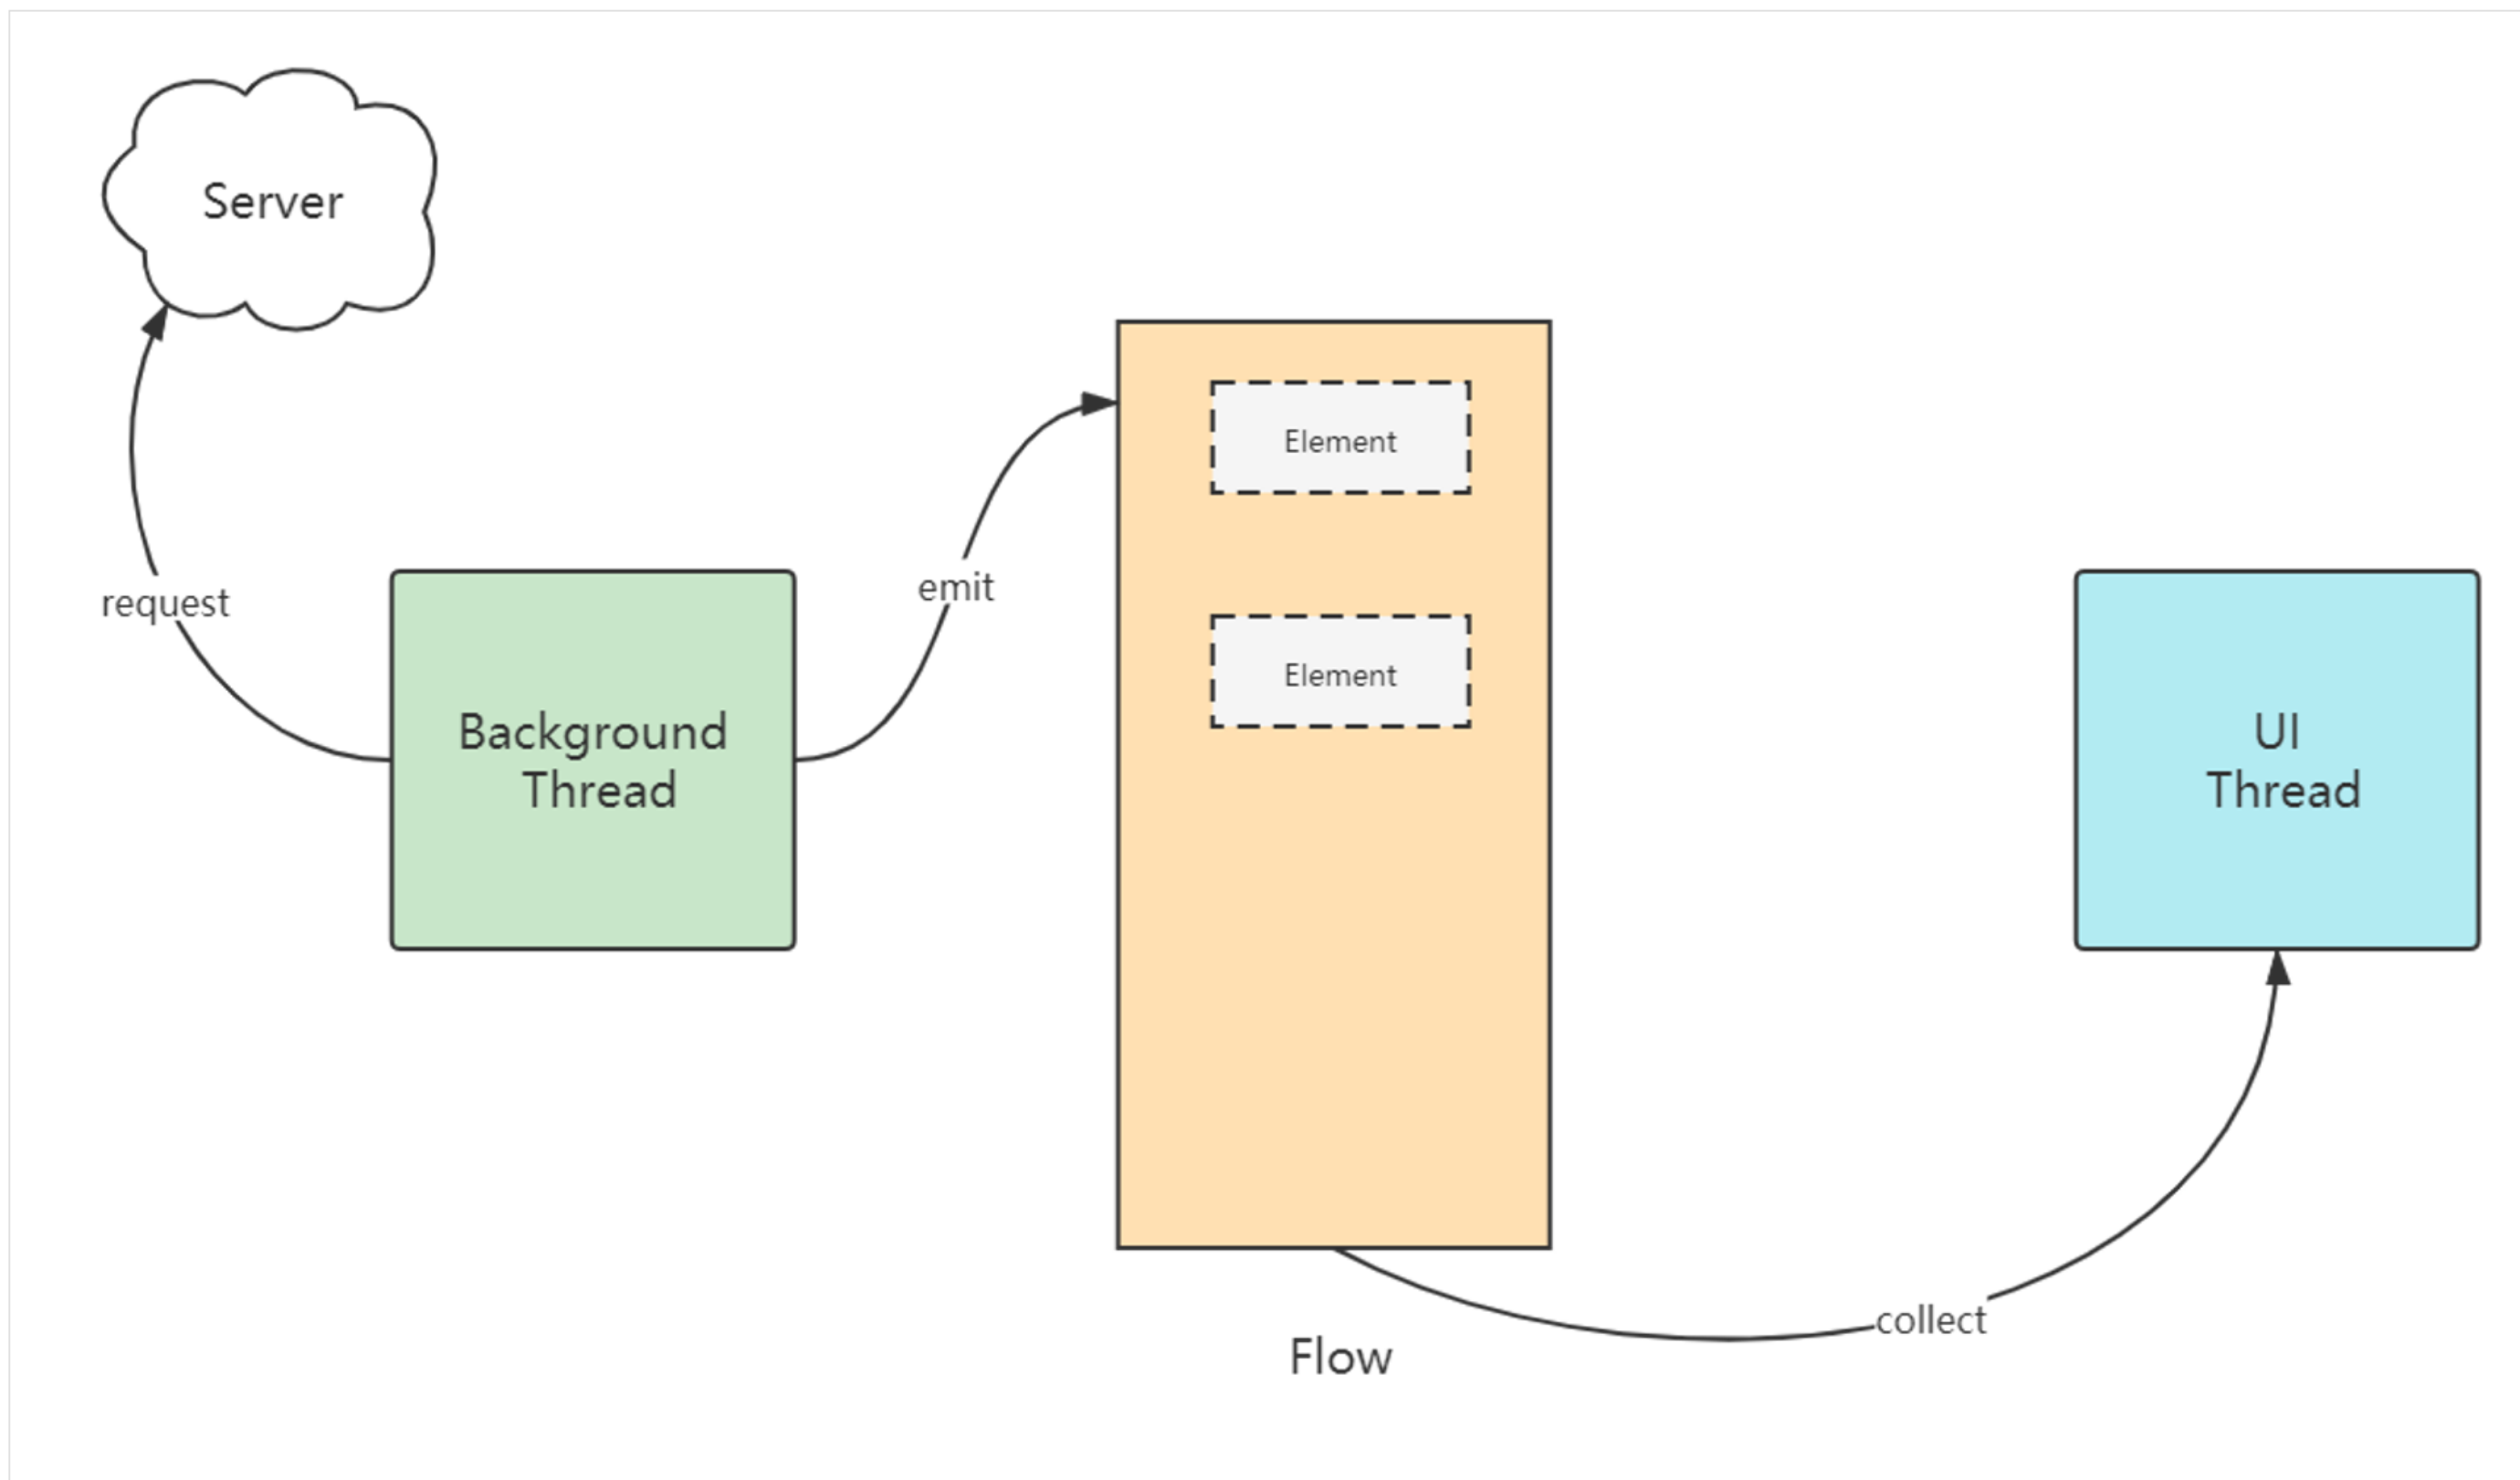 Server
request
Background
Thread
emit
Element
Element
Flow
collect
UI
Thread